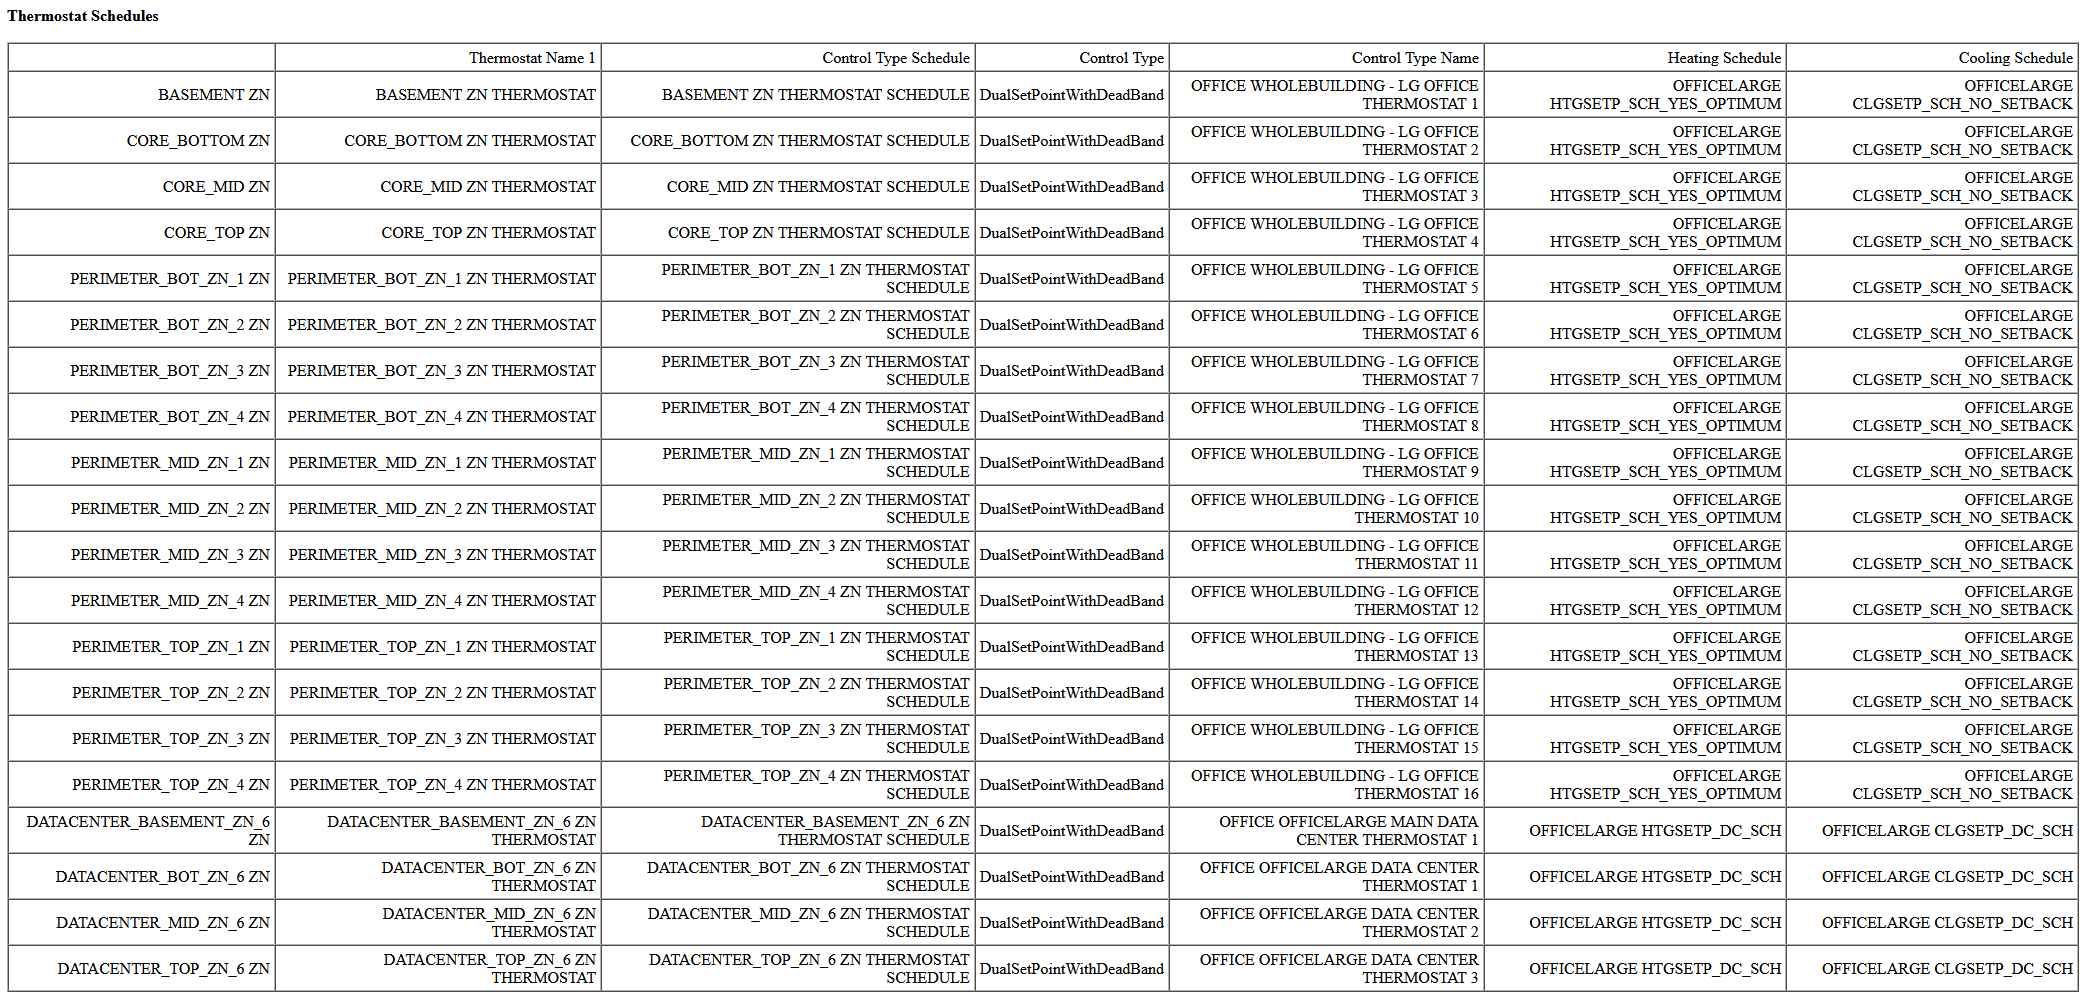 Thermostat Schedules
Thermostat Name 1 Control Type Schedule Control Type Control Type Name Heating Schedule Cooling Schedule
BASEMENT ZN BASEMENT ZN THERMOSTAT BASEMENT ZN THERMOSTAT SCHEDULE DualSetPointWithDeadBand OFFICE WHOLEBUILDING - LG OFFICE THERMOSTAT 1 OFFICELARGE HTGSETP_SCH_YES_OPTIMUM OFFICELARGE CLGSETP_SCH_NO_SETBACK
CORE_BOTTOM ZN CORE_BOTTOM ZN THERMOSTAT CORE_BOTTOM ZN THERMOSTAT SCHEDULE DualSetPointWithDeadBand OFFICE WHOLEBUILDING - LG OFFICE THERMOSTAT 2 OFFICELARGE HTGSETP_SCH_YES_OPTIMUM OFFICELARGE CLGSETP_SCH_NO_SETBACK
CORE_MID ZN CORE_MID ZN THERMOSTAT CORE_MID ZN THERMOSTAT SCHEDULE DualSetPointWithDeadBand OFFICE WHOLEBUILDING - LG OFFICE THERMOSTAT 3 OFFICELARGE HTGSETP_SCH_YES_OPTIMUM OFFICELARGE CLGSETP_SCH_NO_SETBACK
CORE_TOP ZN CORE_TOP ZN THERMOSTAT CORE_TOP ZN THERMOSTAT SCHEDULE DualSetPointWithDeadBand OFFICE WHOLEBUILDING - LG OFFICE THERMOSTAT 4 OFFICELARGE HTGSETP_SCH_YES_OPTIMUM OFFICELARGE CLGSETP_SCH_NO_SETBACK
PERIMETER_BOT_ZN_1 ZN PERIMETER_BOT_ZN_1 ZN THERMOSTAT PERIMETER_BOT_ZN_1 ZN THERMOSTAT SCHEDULE DualSetPointWithDeadBand OFFICE WHOLEBUILDING - LG OFFICE THERMOSTAT 5 OFFICELARGE HTGSETP_SCH_YES_OPTIMUM OFFICELARGE CLGSETP_SCH_NO_SETBACK
PERIMETER_BOT_ZN_2 ZN PERIMETER_BOT_ZN_2 ZN THERMOSTAT PERIMETER_BOT_ZN_2 ZN THERMOSTAT SCHEDULE DualSetPointWithDeadBand OFFICE WHOLEBUILDING - LG OFFICE THERMOSTAT 6 OFFICELARGE HTGSETP_SCH_YES_OPTIMUM OFFICELARGE CLGSETP_SCH_NO_SETBACK
PERIMETER_BOT_ZN_3 ZN PERIMETER_BOT_ZN_3 ZN THERMOSTAT PERIMETER_BOT_ZN_3 ZN THERMOSTAT SCHEDULE DualSetPointWithDeadBand OFFICE WHOLEBUILDING - LG OFFICE THERMOSTAT 7 OFFICELARGE HTGSETP_SCH_YES_OPTIMUM OFFICELARGE CLGSETP_SCH_NO_SETBACK
PERIMETER_BOT_ZN_4 ZN PERIMETER_BOT_ZN_4 ZN THERMOSTAT PERIMETER_BOT_ZN_4 ZN THERMOSTAT SCHEDULE DualSetPointWithDeadBand OFFICE WHOLEBUILDING - LG OFFICE THERMOSTAT 8 OFFICELARGE HTGSETP_SCH_YES_OPTIMUM OFFICELARGE CLGSETP_SCH_NO_SETBACK
PERIMETER_MID_ZN_1 ZN PERIMETER_MID_ZN_1 ZN THERMOSTAT PERIMETER_MID_ZN_1 ZN THERMOSTAT SCHEDULE DualSetPointWithDeadBand OFFICE WHOLEBUILDING - LG OFFICE THERMOSTAT 9 OFFICELARGE HTGSETP_SCH_YES_OPTIMUM OFFICELARGE CLGSETP_SCH_NO_SETBACK
PERIMETER_MID_ZN_2 ZN PERIMETER_MID_ZN_2 ZN THERMOSTAT PERIMETER_MID_ZN_2 ZN THERMOSTAT SCHEDULE DualSetPointWithDeadBand OFFICE WHOLEBUILDING - LG OFFICE THERMOSTAT 10 OFFICELARGE HTGSETP_SCH_YES_OPTIMUM OFFICELARGE CLGSETP_SCH_NO_SETBACK
PERIMETER_MID_ZN_3 ZN PERIMETER_MID_ZN_3 ZN THERMOSTAT PERIMETER_MID_ZN_3 ZN THERMOSTAT SCHEDULE DualSetPointWithDeadBand OFFICE WHOLEBUILDING - LG OFFICE THERMOSTAT 11 OFFICELARGE HTGSETP_SCH_YES_OPTIMUM OFFICELARGE CLGSETP_SCH_NO_SETBACK
PERIMETER_MID_ZN_4 ZN PERIMETER_MID_ZN_4 ZN THERMOSTAT PERIMETER_MID_ZN_4 ZN THERMOSTAT SCHEDULE DualSetPointWithDeadBand OFFICE WHOLEBUILDING - LG OFFICE THERMOSTAT 12 OFFICELARGE HTGSETP_SCH_YES_OPTIMUM OFFICELARGE CLGSETP_SCH_NO_SETBACK
PERIMETER_TOP_ZN_1 ZN PERIMETER_TOP_ZN_1 ZN THERMOSTAT PERIMETER_TOP_ZN_1 ZN THERMOSTAT SCHEDULE DualSetPointWithDeadBand OFFICE WHOLEBUILDING - LG OFFICE THERMOSTAT 13 OFFICELARGE HTGSETP_SCH_YES_OPTIMUM OFFICELARGE CLGSETP_SCH_NO_SETBACK
PERIMETER_TOP_ZN_2 ZN PERIMETER_TOP_ZN_2 ZN THERMOSTAT PERIMETER_TOP_ZN_2 ZN THERMOSTAT SCHEDULE DualSetPointWithDeadBand OFFICE WHOLEBUILDING - LG OFFICE THERMOSTAT 14 OFFICELARGE HTGSETP_SCH_YES_OPTIMUM OFFICELARGE CLGSETP_SCH_NO_SETBACK
PERIMETER_TOP_ZN_3 ZN PERIMETER_TOP_ZN_3 ZN THERMOSTAT PERIMETER_TOP_ZN_3 ZN THERMOSTAT SCHEDULE DualSetPointWithDeadBand OFFICE WHOLEBUILDING - LG OFFICE THERMOSTAT 15 OFFICELARGE HTGSETP_SCH_YES_OPTIMUM OFFICELARGE CLGSETP_SCH_NO_SETBACK
PERIMETER_TOP_ZN_4 ZN PERIMETER_TOP_ZN_4 ZN THERMOSTAT PERIMETER_TOP_ZN_4 ZN THERMOSTAT SCHEDULE DualSetPointWithDeadBand OFFICE WHOLEBUILDING - LG OFFICE THERMOSTAT 16 OFFICELARGE HTGSETP_SCH_YES_OPTIMUM OFFICELARGE CLGSETP_SCH_NO_SETBACK
DATACENTER_BASEMENT_ZN_6 ZN DATACENTER_BASEMENT_ZN_6 ZN THERMOSTAT DATACENTER_BASEMENT_ZN_6 ZN THERMOSTAT SCHEDULE DualSetPointWithDeadBand OFFICE OFFICELARGE MAIN DATA CENTER THERMOSTAT 1 OFFICELARGE HTGSETP_DC_SCH OFFICELARGE CLGSETP_DC_SCH
DATACENTER_BOT_ZN_6 ZN DATACENTER_BOT_ZN_6 ZN THERMOSTAT DATACENTER_BOT_ZN_6 ZN THERMOSTAT SCHEDULE DualSetPointWithDeadBand OFFICE OFFICELARGE DATA CENTER THERMOSTAT 1 OFFICELARGE HTGSETP_DC_SCH OFFICELARGE CLGSETP_DC_SCH
DATACENTER_MID_ZN_6 ZN DATACENTER_MID_ZN_6 ZN THERMOSTAT DATACENTER_MID_ZN_6 ZN THERMOSTAT SCHEDULE DualSetPointWithDeadBand OFFICE OFFICELARGE DATA CENTER THERMOSTAT 2 OFFICELARGE HTGSETP_DC_SCH OFFICELARGE CLGSETP_DC_SCH
DATACENTER_TOP_ZN_6 ZN DATACENTER_TOP_ZN_6 ZN THERMOSTAT DATACENTER_TOP_ZN_6 ZN THERMOSTAT SCHEDULE DualSetPointWithDeadBand OFFICE OFFICELARGE DATA CENTER THERMOSTAT 3 OFFICELARGE HTGSETP_DC_SCH OFFICELARGE CLGSETP_DC_SCH